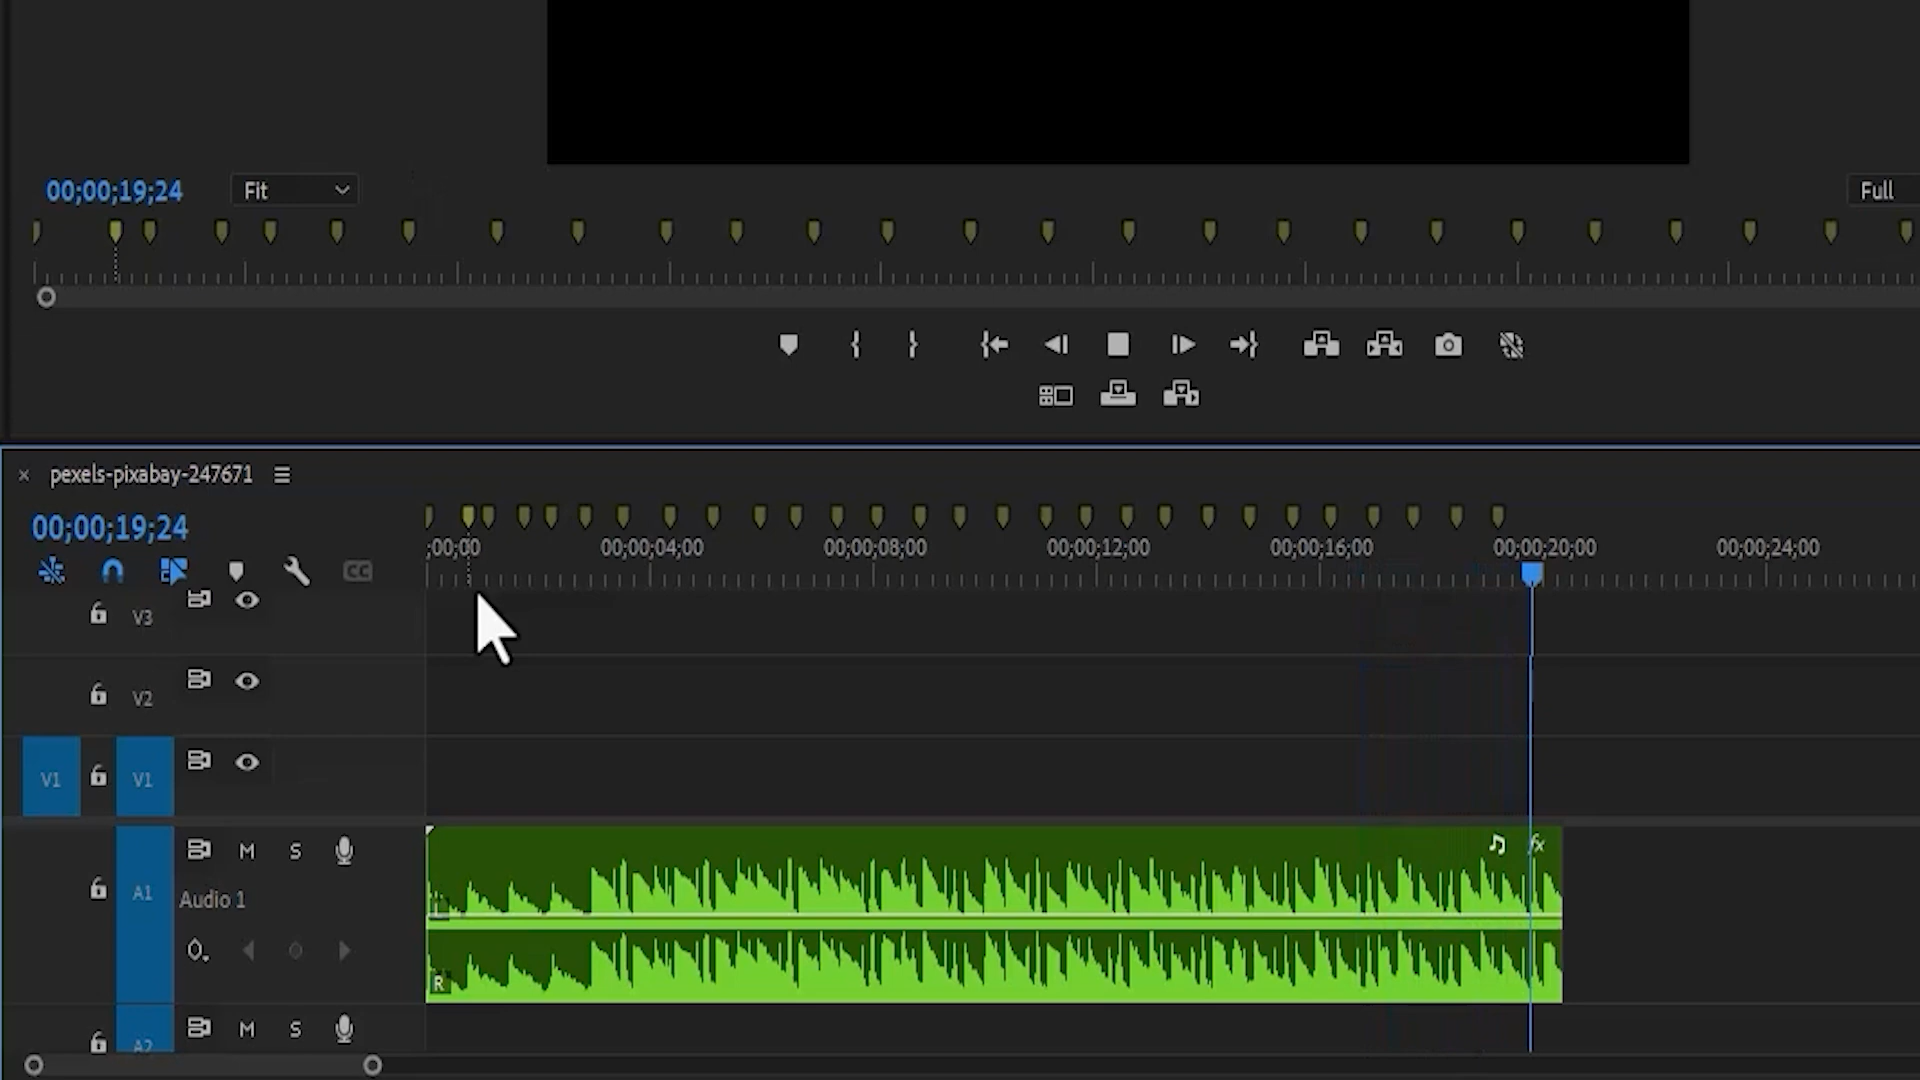 00;00;19;24
Fit
Full
pexels-pixabay-247671
00;00;19;24
CC
;00;00
00;00;04;00
00;00;08;00
00;00;12;00
00;00;16;00
00;00;20;00
00;00;24;00
V3
V2
V1
V1
A1
M
S
Audio 1
fx
L
R
A2
M
S